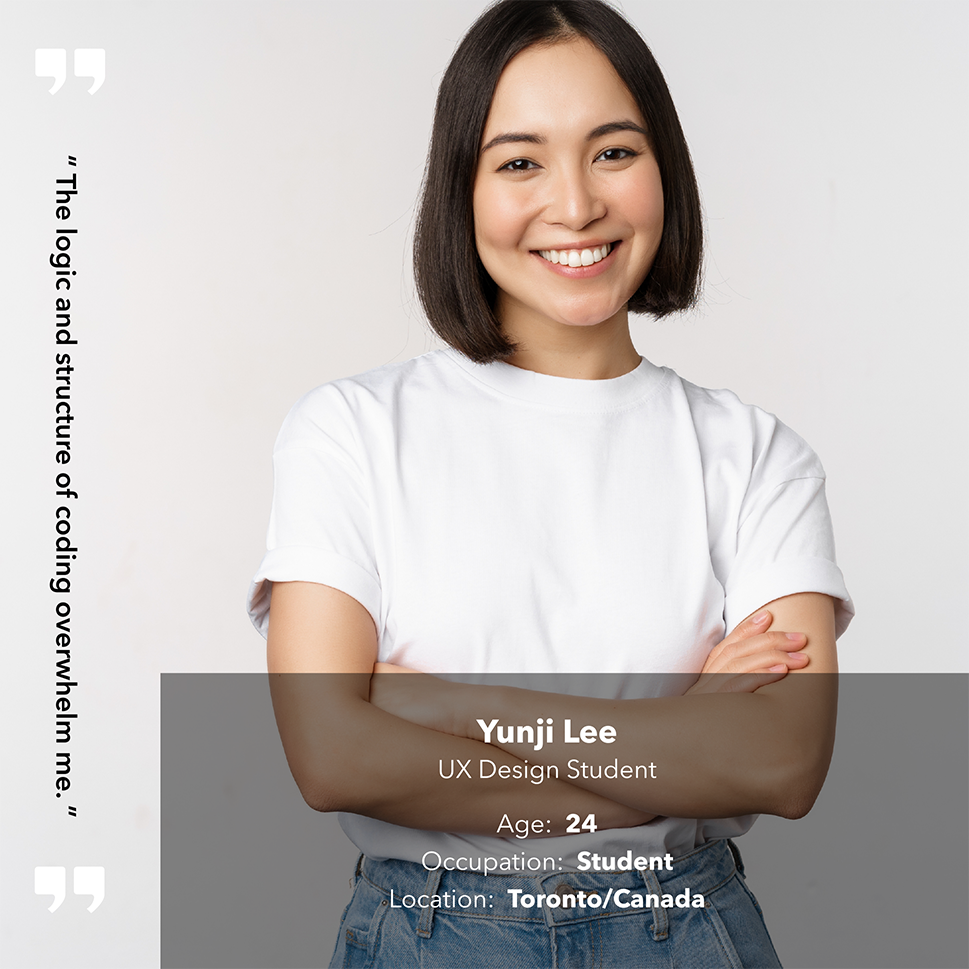 “ The logic and structure of coding overwhelm me. ”
Yunji Lee
UX Design Student
Age: 24
Occupation: Student
Location: Toronto/Canada